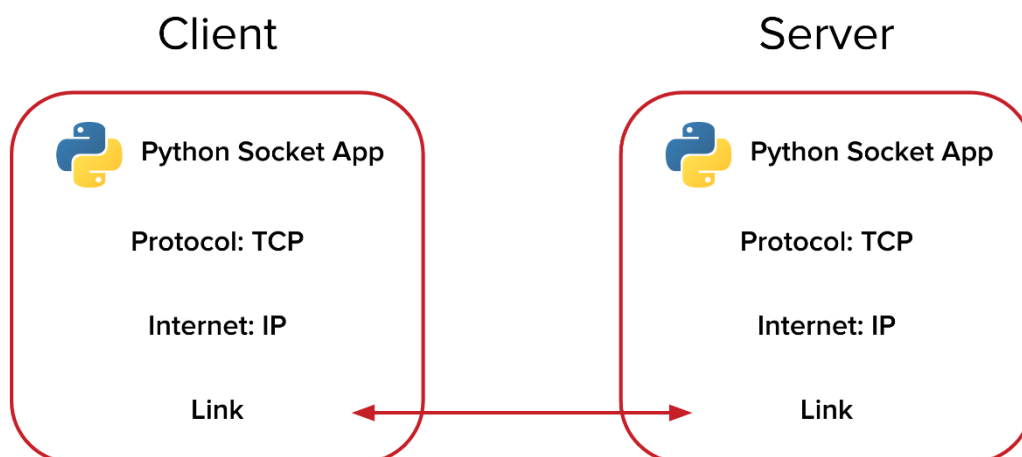 Client
Server
Python Socket App
Protocol: TCP
Internet: IP
Link
Python Socket App
Protocol: TCP
Internet: IP
Link